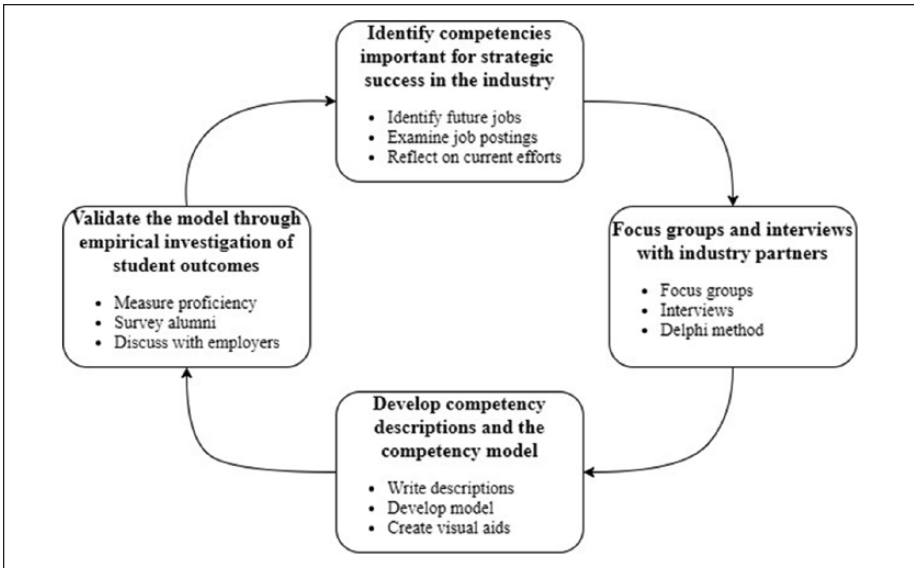 Identify competencies
important for strategic
success in the industry
• Identify future jobs
• Examine job postings
• Reflect on current efforts
Focus groups and interviews
with industry partners
• Focus groups
• Interviews
• Delphi method
Develop competency
descriptions and the
competency model
• Write descriptions
• Develop model
• Create visual aids
Validate the model through
empirical investigation of
student outcomes
• Measure proficiency
• Survey alumni
• Discuss with employers